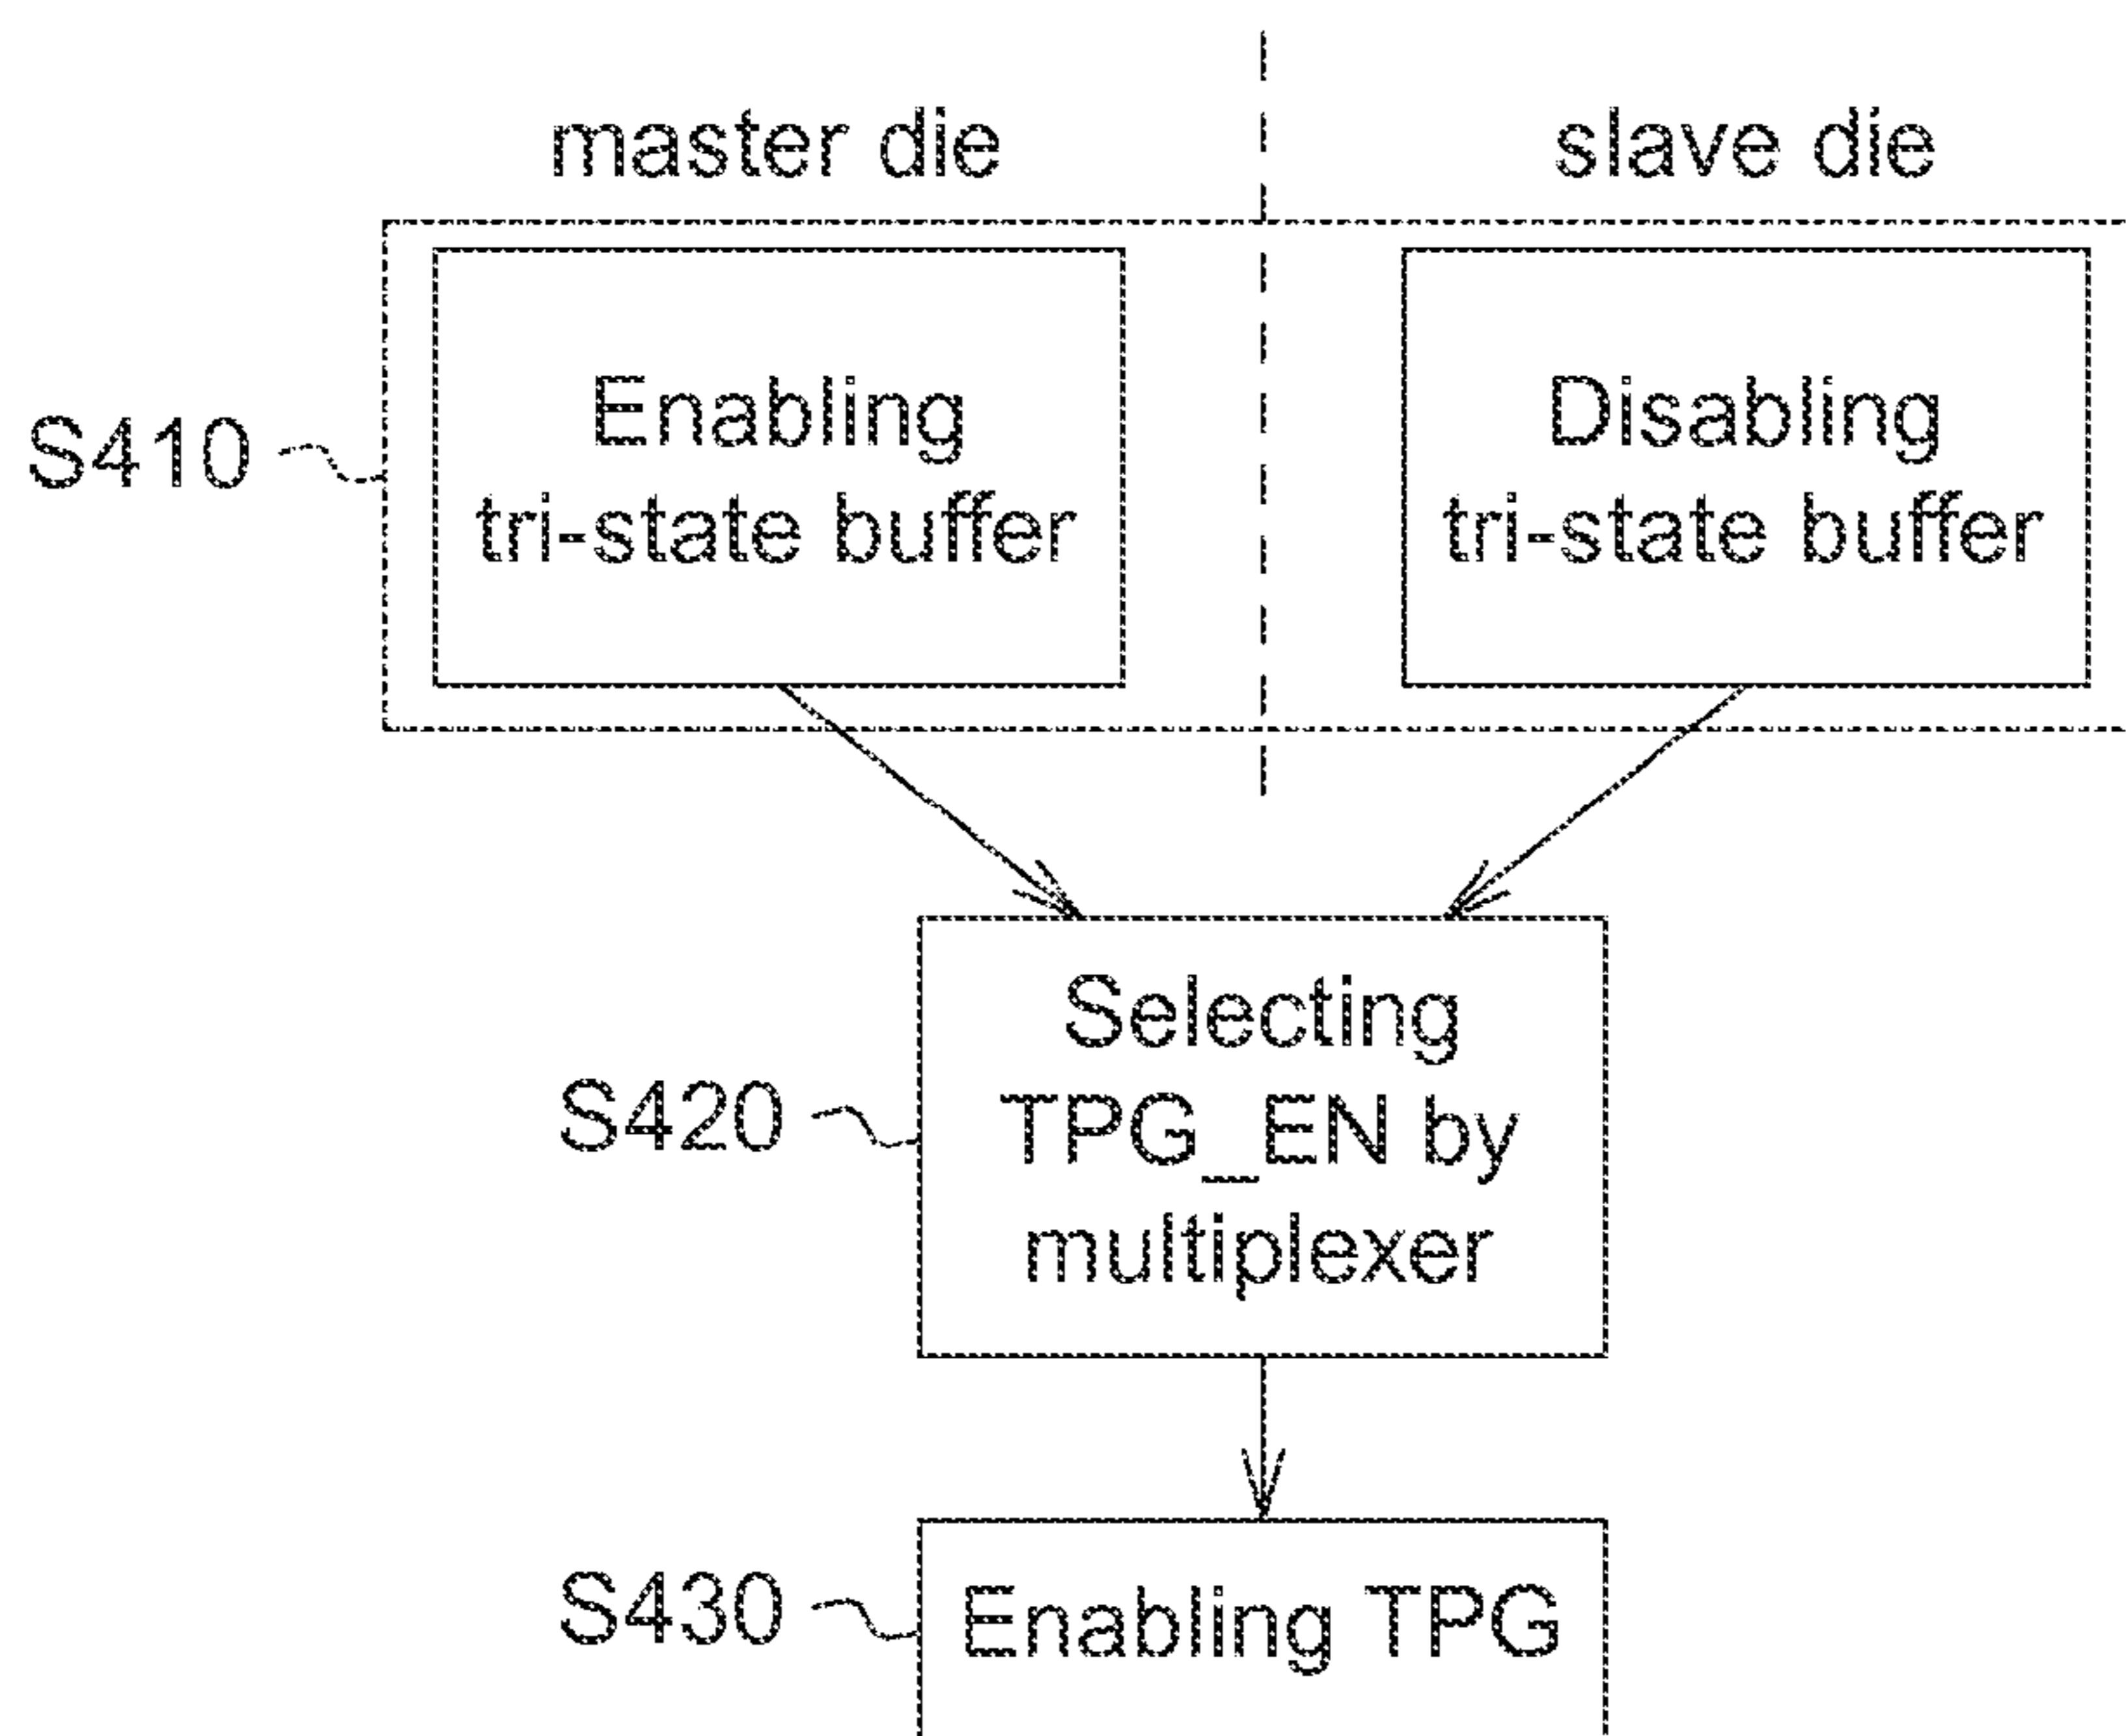 master die
slave die
S410
Enabling
tri-state buffer
Disabling
tri-state buffer
S420
Selecting
TPG_EN by
multiplexer
S430
Enabling TPG